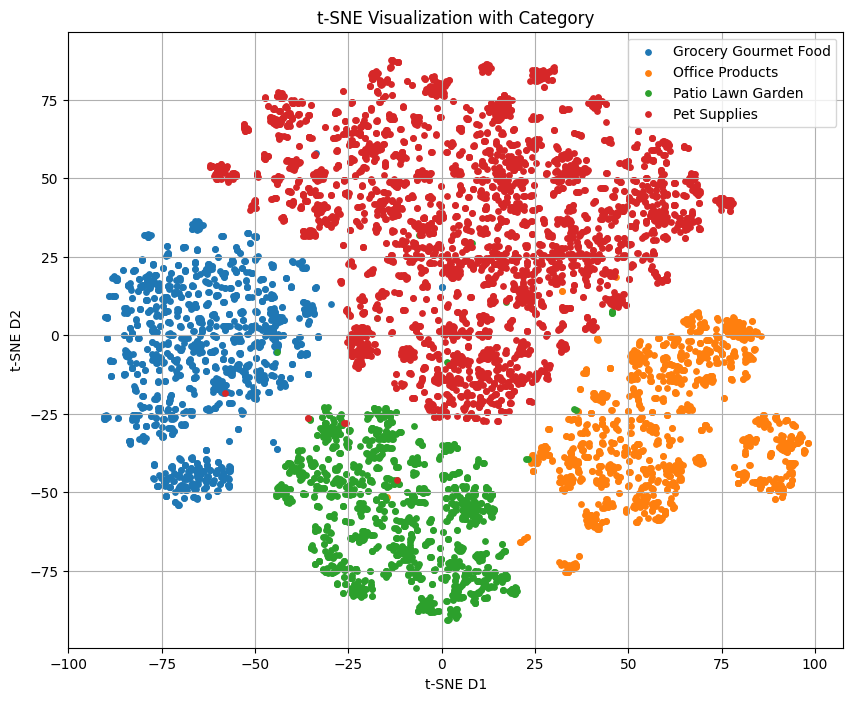 t-SNE Visualization with Category
Grocery Gourmet Food
Office Products
Patio Lawn Garden
Pet Supplies
75
50
25
0
−25
−50
−75
t-SNE D2
−100
−75
−50
−25
0
25
50
75
100
t-SNE D1